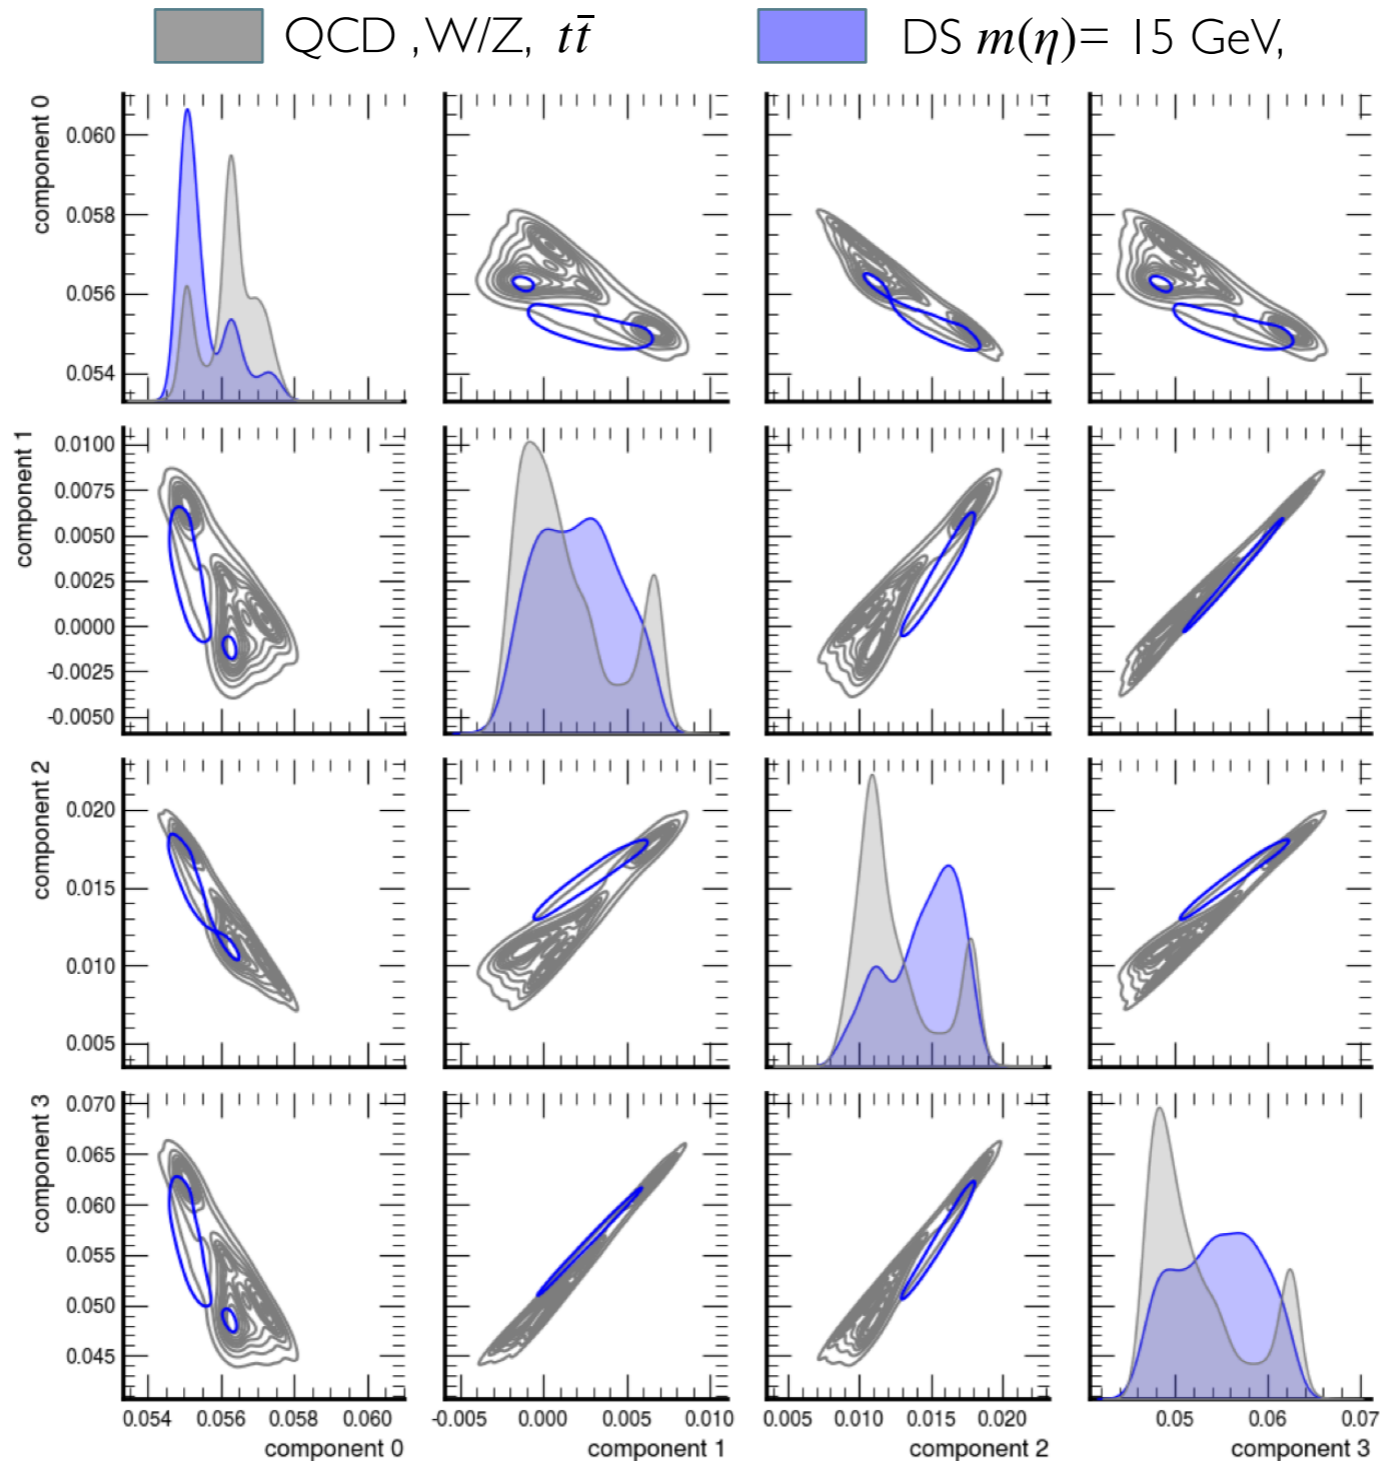 QCD ,W/Z, tt̄
DS m(η)= 15 GeV,
component 0
0.060
0.058
0.056
0.054
component 1
0.0100
0.0075
0.0050
0.0025
0.0000
-0.0025
-0.0050
component 2
0.020
0.015
0.010
0.005
component 3
0.070
0.065
0.060
0.055
0.050
0.045
0.054 0.056 0.058 0.060
component 0
-0.005 0.000 0.005 0.010
component 1
0.005 0.010 0.015 0.020
component 2
0.05 0.06 0.07
component 3